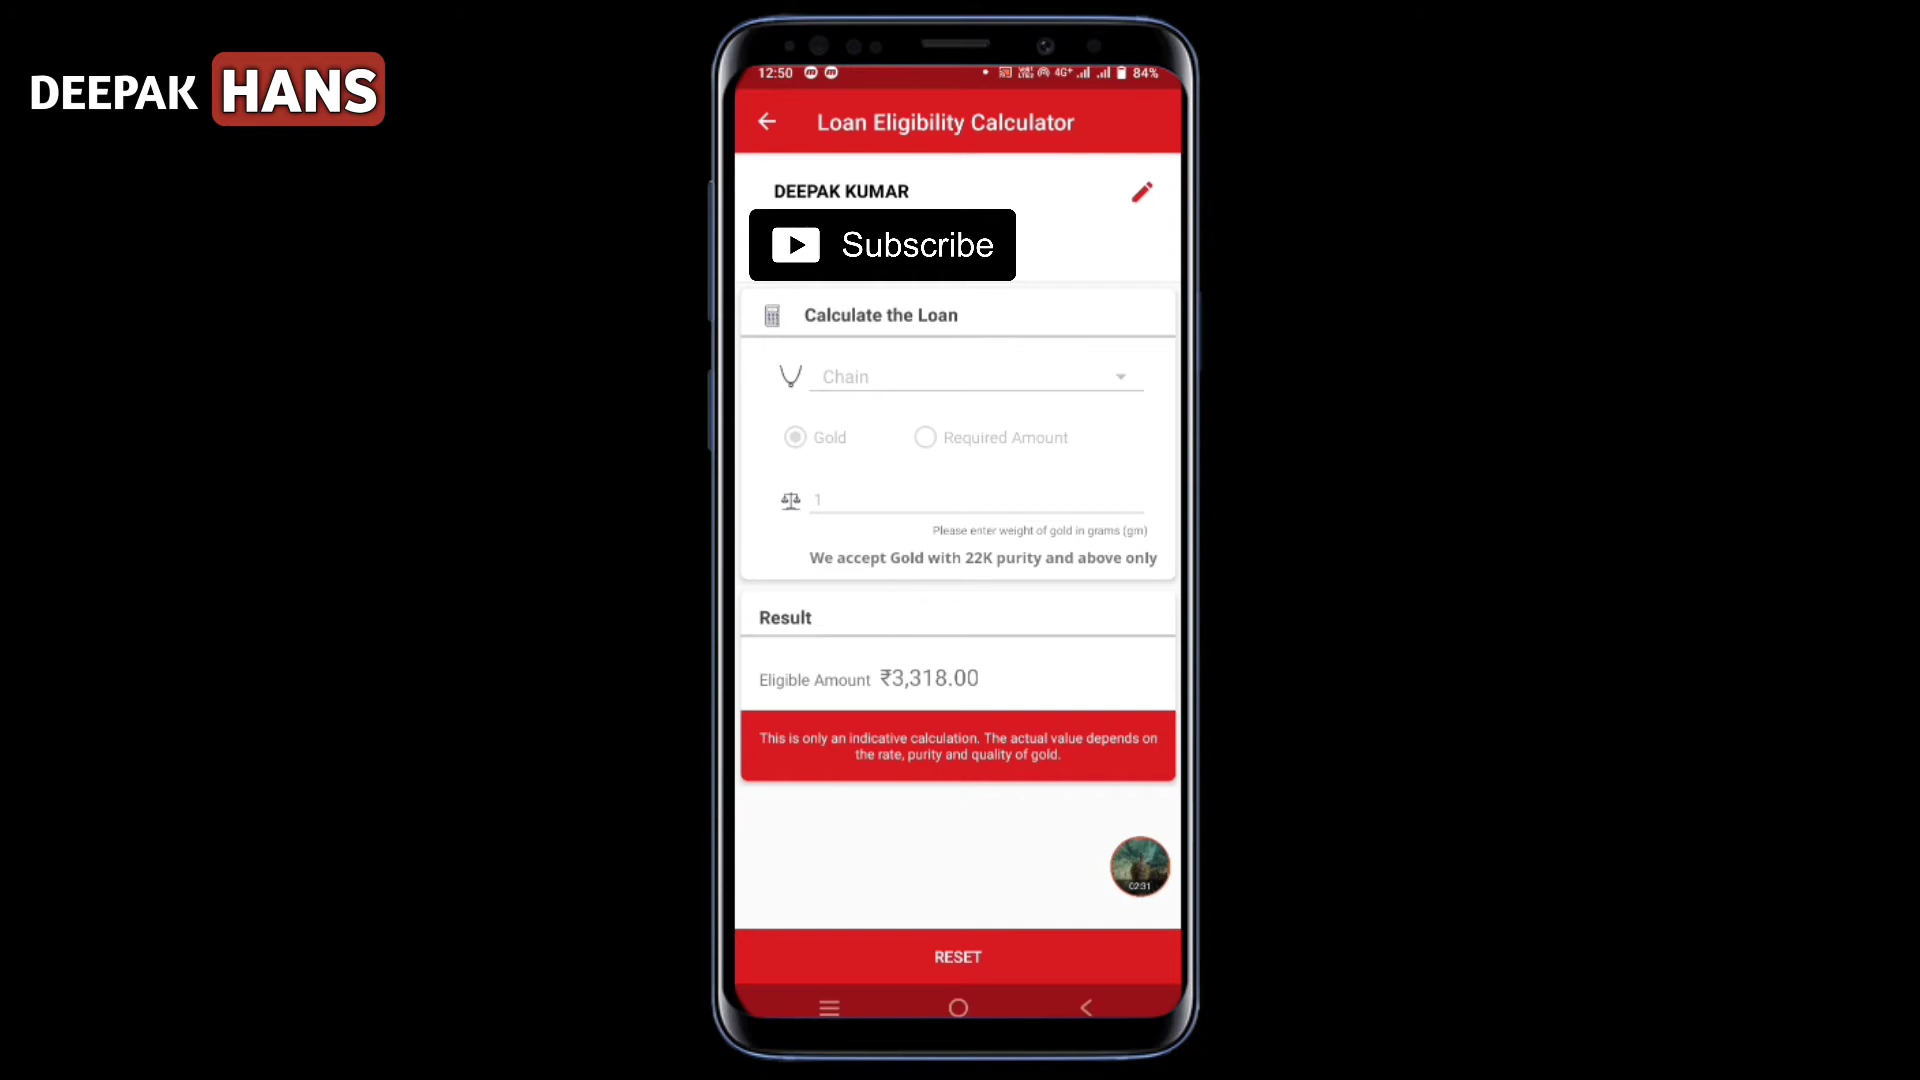 DEEPAK HANS
12:50
4G+ 84%
Loan Eligibility Calculator
DEEPAK KUMAR
Subscribe
Calculate the Loan
Chain
Gold
Required Amount
1
Please enter weight of gold in grams (gm)
We accept Gold with 22K purity and above only
Result
Eligible Amount ₹3,318.00
This is only an indicative calculation. The actual value depends on
the rate, purity and quality of gold.
02:31
RESET